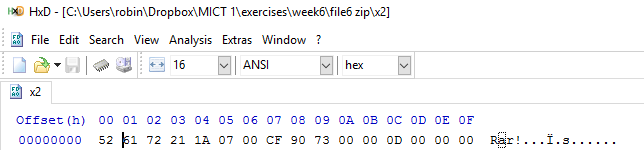 HxD - [C:\Users\robin\Dropbox\MICT 1\exercises\week6\file6 zip\x2]
File Edit Search View Analysis Extras Window ?
16 ANSI hex
x2
Offset(h) 00 01 02 03 04 05 06 07 08 09 0A 0B 0C 0D 0E 0F
00000000 52 61 72 21 1A 07 00 CF 90 73 00 00 0D 00 00 00 Rar!...Ï.s......